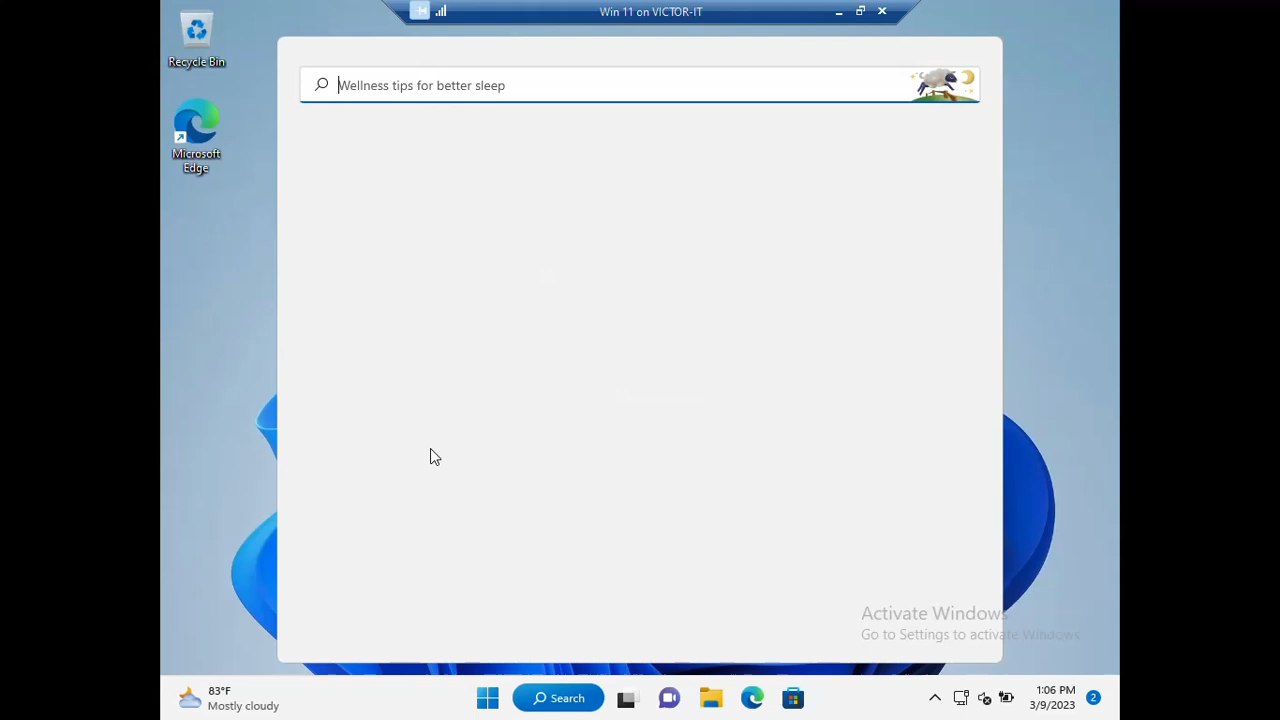 Win 11 on VICTOR-IT
Recycle Bin
Wellness tips for better sleep
Microsoft
Edge
Activate Windows
Go to Settings to activate Windows.
83°F
Mostly cloudy
Search
1:06 PM
3/9/2023
2